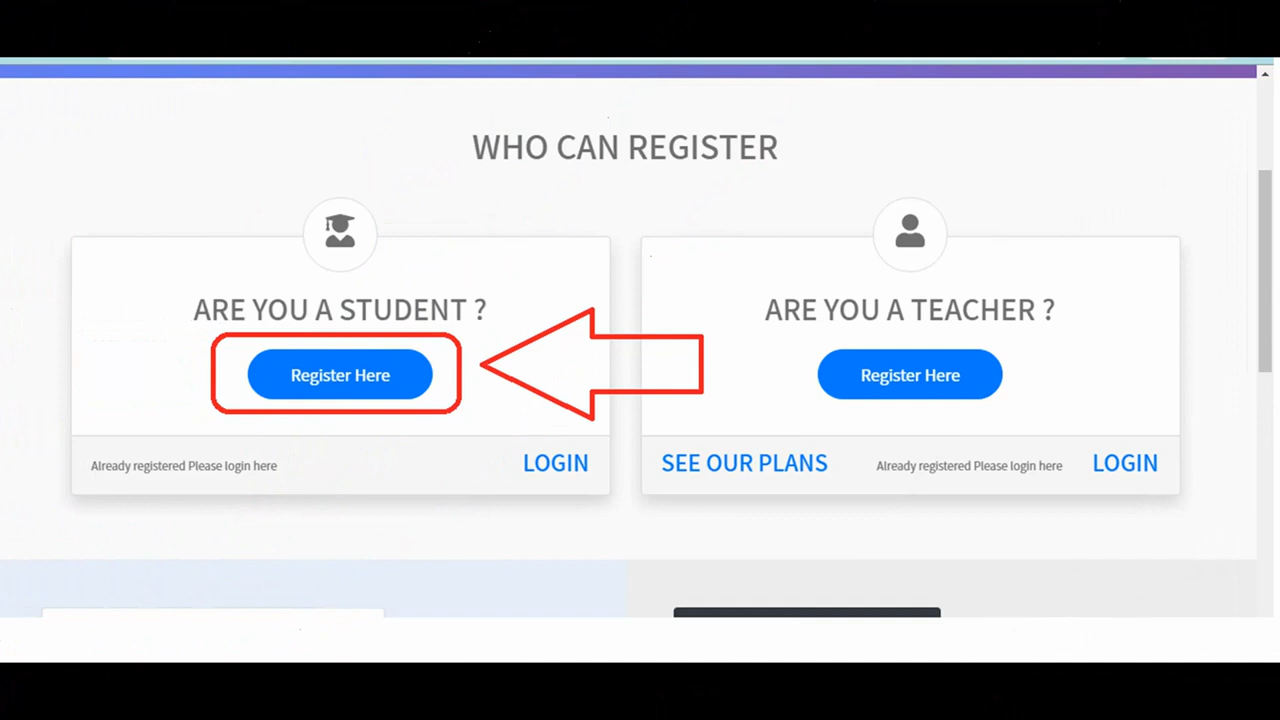 WHO CAN REGISTER
ARE YOU A STUDENT ?
Register Here
Already registered Please login here
LOGIN
ARE YOU A TEACHER ?
Register Here
SEE OUR PLANS
Already registered Please login here
LOGIN